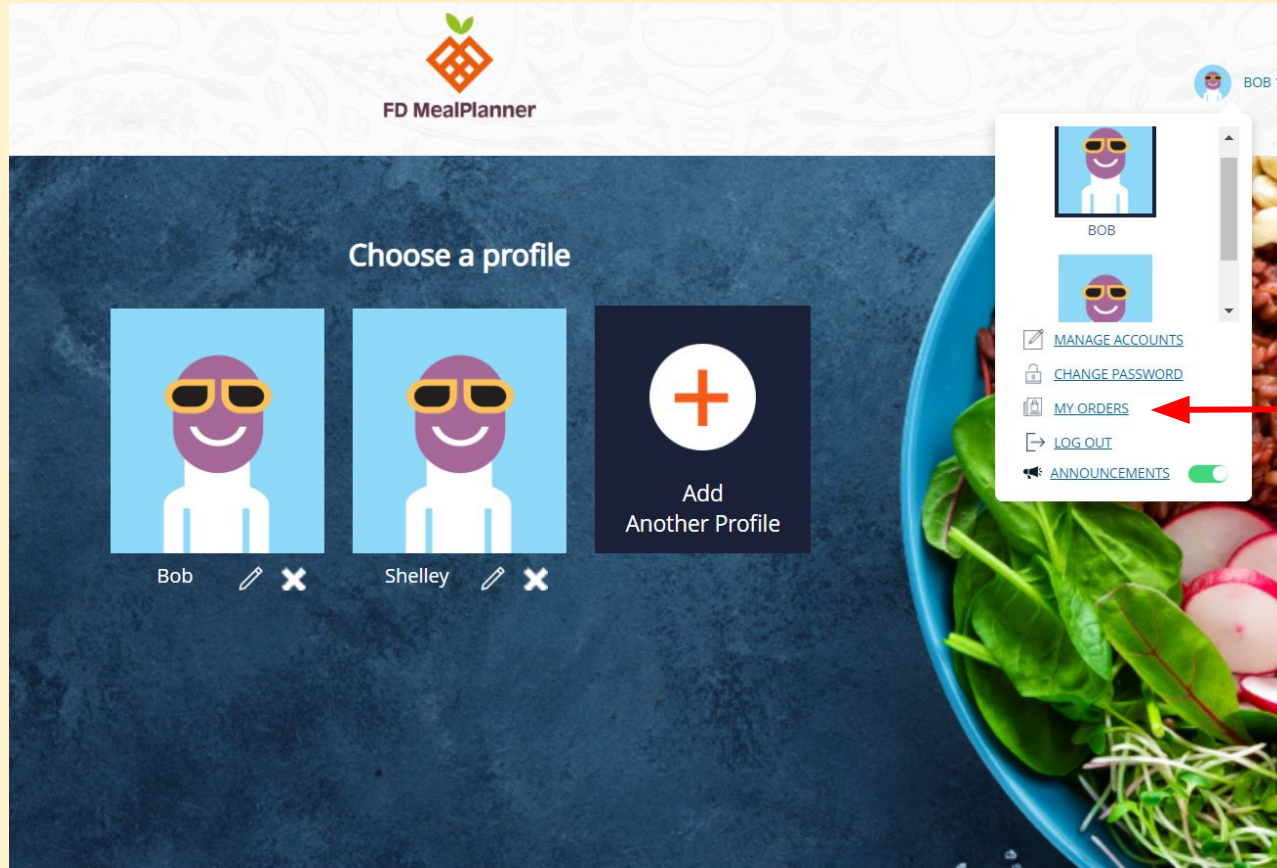 FD MealPlanner
BOB
BOB
Choose a profile
MANAGE ACCOUNTS
CHANGE PASSWORD
MY ORDERS
LOG OUT
ANNOUNCEMENTS
Add
Another Profile
Bob
Shelley